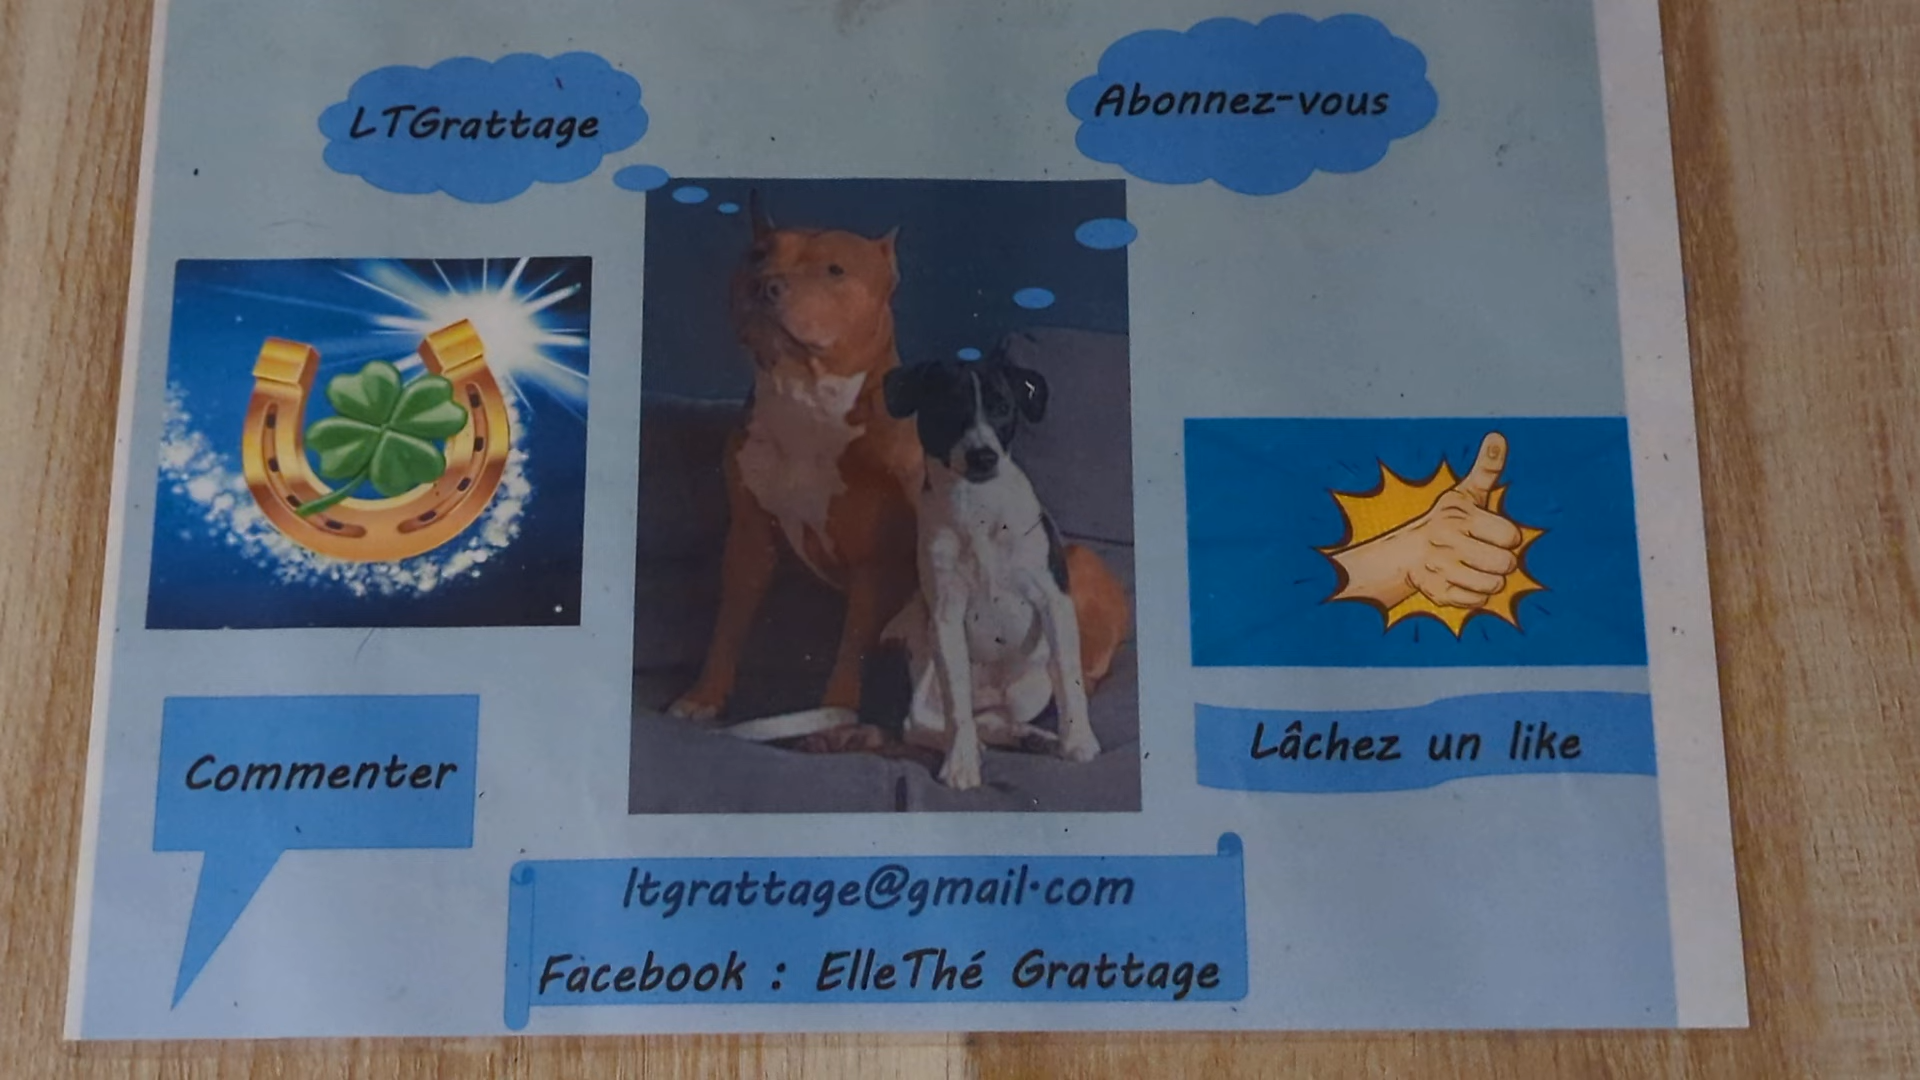 LTGrattage
Abonnez-vous
Commenter
Lâchez un like
ltgrattage@gmail.com
Facebook : ElleThé Grattage